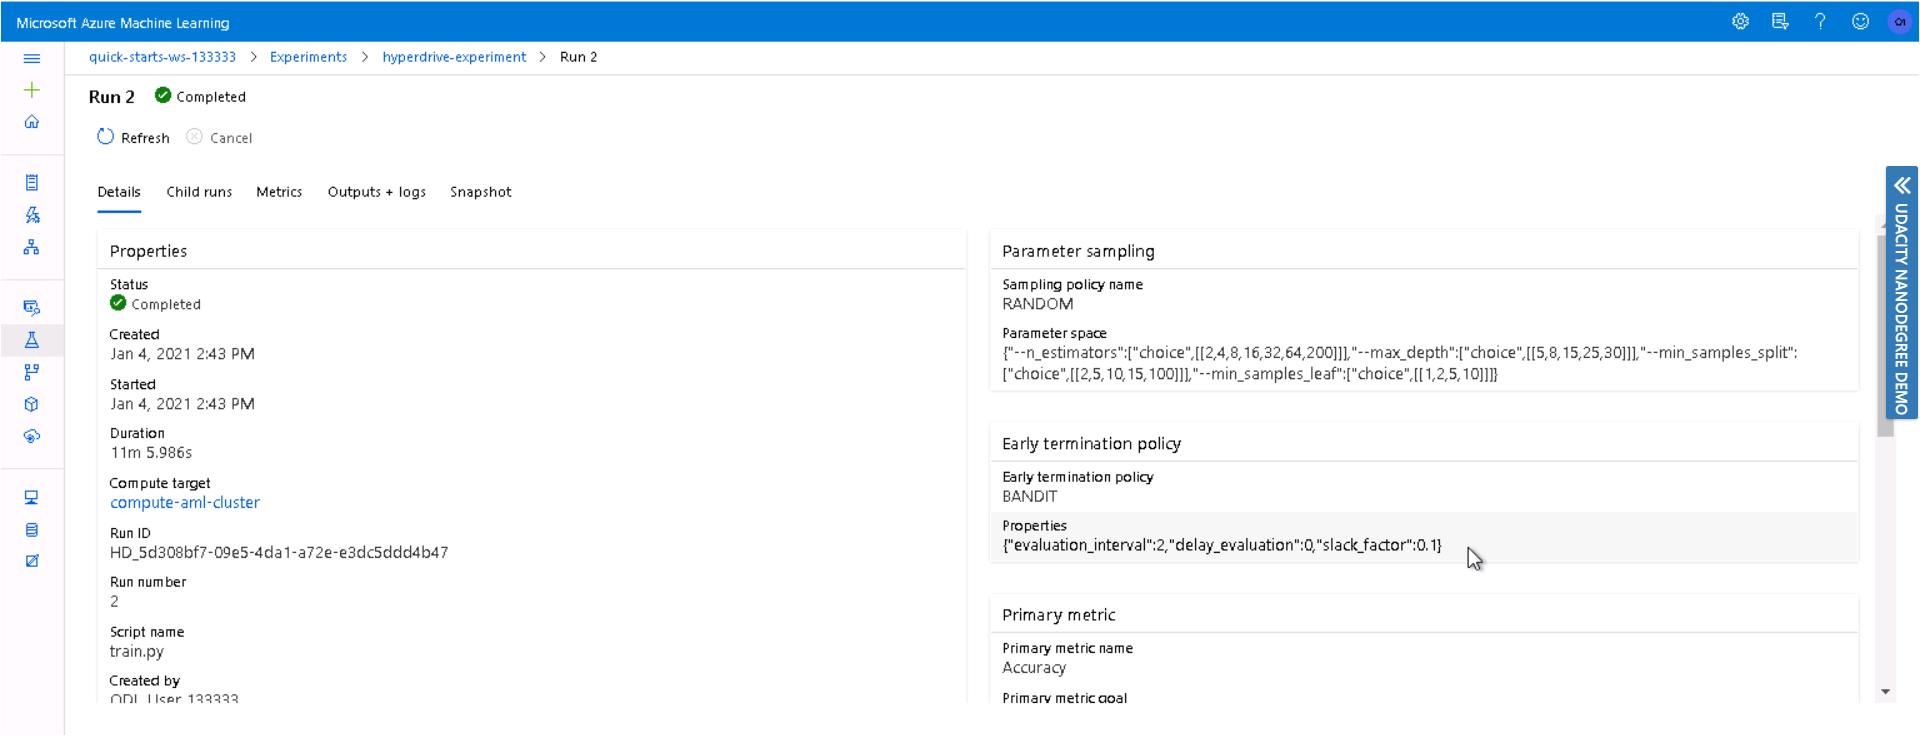 Microsoft Azure Machine Learning
quick-starts-ws-133333 > Experiments > hyperdrive-experiment > Run 2
Run 2 Completed
Refresh Cancel
Details Child runs Metrics Outputs + logs Snapshot
Properties
Status
Completed
Created
Jan 4, 2021 2:43 PM
Started
Jan 4, 2021 2:43 PM
Duration
11m 5.986s
Compute target
compute-aml-cluster
Run ID
HD_5d308bf7-09e5-4da1-a72e-e3dc5ddd4b47
Run number
2
Script name
train.py
Created by
ODL_User 133333
Parameter sampling
Sampling policy name
RANDOM
Parameter space
{"--n_estimators":["choice",[[2,4,8,16,32,64,200]]],"--max_depth":["choice",[[5,8,15,25,30]]],"--min_samples_split":
["choice",[[2,5,10,15,100]]],"--min_samples_leaf":["choice",[[1,2,5,10]]]}
Early termination policy
Early termination policy
BANDIT
Properties
{"evaluation_interval":2,"delay_evaluation":0,"slack_factor":0.1}
Primary metric
Primary metric name
Accuracy
Primary metric goal
UDACITY NANODEGREE DEMO